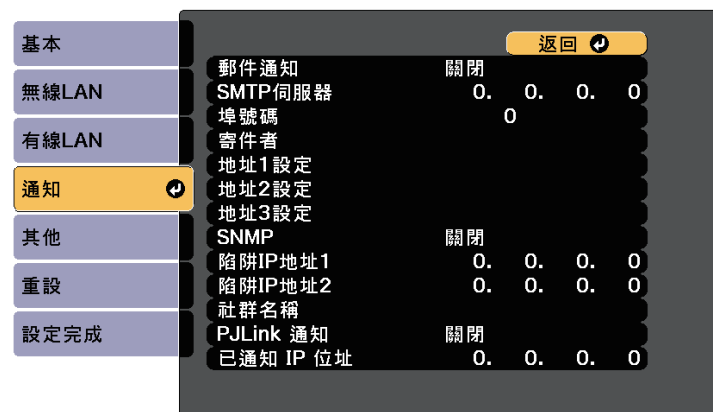 基本
無線LAN
有線LAN
通知
其他
重設
設定完成
返回
郵件通知 關閉
SMTP伺服器 0. 0. 0. 0
埠號碼 0
寄件者
地址1設定
地址2設定
地址3設定
SNMP 關閉
陷阱IP地址1 0. 0. 0. 0
陷阱IP地址2 0. 0. 0. 0
社群名稱
PJLink 通知 關閉
已通知 IP 位址 0. 0. 0. 0